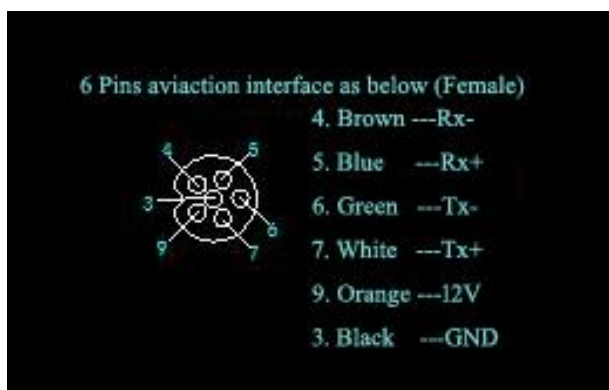 6 Pins aviaction interface as below (Female)
4. Brown ---Rx-
5. Blue ---Rx+
6. Green ---Tx-
7. White ---Tx+
9. Orange ---12V
3. Black ---GND
4 5
3
6
9 7